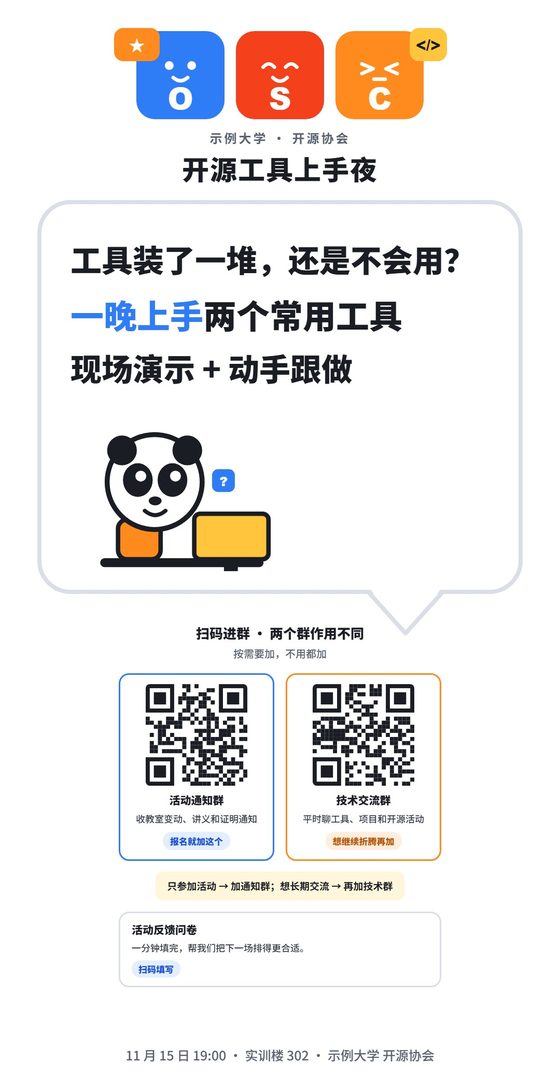 ★
</>
O S C
示例大学 · 开源协会
开源工具上手夜
工具装了一堆，还是不会用？
一晚上手两个常用工具
现场演示 + 动手跟做
?
扫码进群 · 两个群作用不同
按需要加，不用都加
活动通知群
收教室变动、讲义和证明通知
报名就加这个
技术交流群
平时聊工具、项目和开源活动
想继续折腾再加
只参加活动 → 加通知群；想长期交流 → 再加技术群
活动反馈问卷
一分钟填完，帮我们把下一场排得更合适。
扫码填写
11 月 15 日 19:00 · 实训楼 302 · 示例大学 开源协会